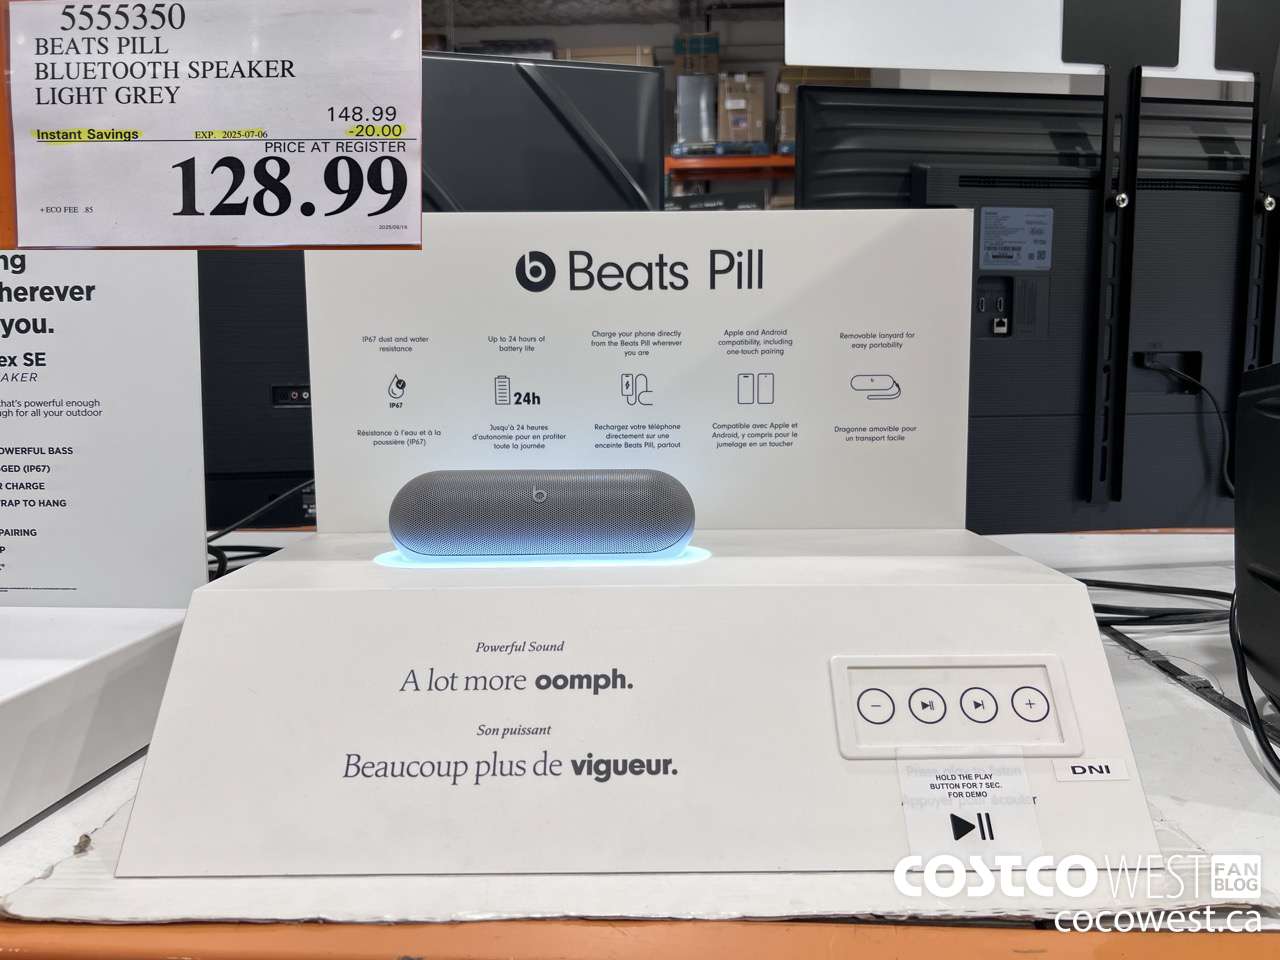 5555350
BEATS PILL
BLUETOOTH SPEAKER
LIGHT GREY
148.99
Instant Savings EXP. 2025-07-06 -20.00
PRICE AT REGISTER
128.99
+ECO FEE .85
herever
you.
ex SE
AKER
that's powerful enough
gh for all your outdoor
OWERFUL BASS
GED (IP67)
R CHARGE
RAP TO HANG
PAIRING
b Beats Pill
IP67 dust and water
resistance
Up to 24 hours of
battery life
Charge your phone directly
from the Beats Pill wherever
you are
Apple and Android
compatibility, including
one-touch pairing
Removable lanyard for
easy portability
IP67
24h
Résistance à l'eau et à la
poussière (IP67)
Jusqu'à 24 heures
d'autonomie pour en profiter
toute la journée
Rechargez votre téléphone
directement sur une
enceinte Beats Pill, partout
Compatible avec Apple et
Android, y compris pour le
jumelage en un toucher
Dragonne amovible pour
un transport facile
b
Powerful Sound
A lot more oomph.
Son puissant
Beaucoup plus de vigueur.
DNI
HOLD THE PLAY
BUTTON FOR 7 SEC.
FOR DEMO
COSTCO WEST FAN BLOG
cocowest.ca